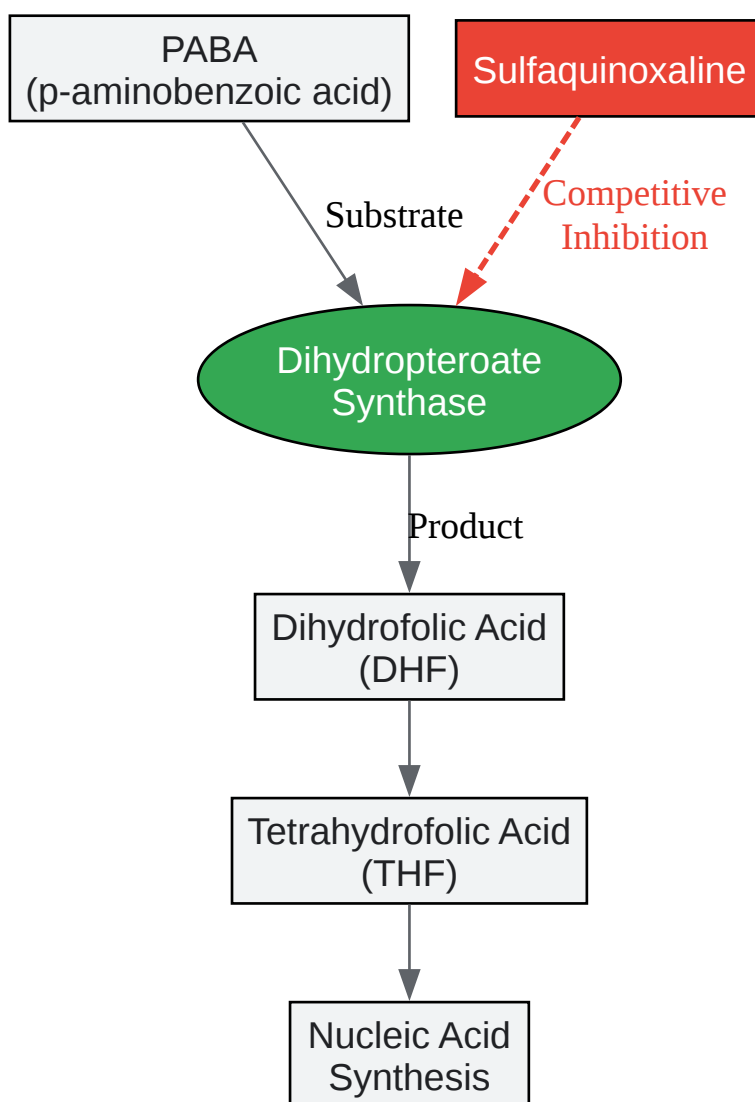 PABA
(p-aminobenzoic acid)
Sulfaquinoxaline
Substrate
Competitive
Inhibition
Dihydropteroate
Synthase
Product
Dihydrofolic Acid
(DHF)
Tetrahydrofolic Acid
(THF)
Nucleic Acid
Synthesis